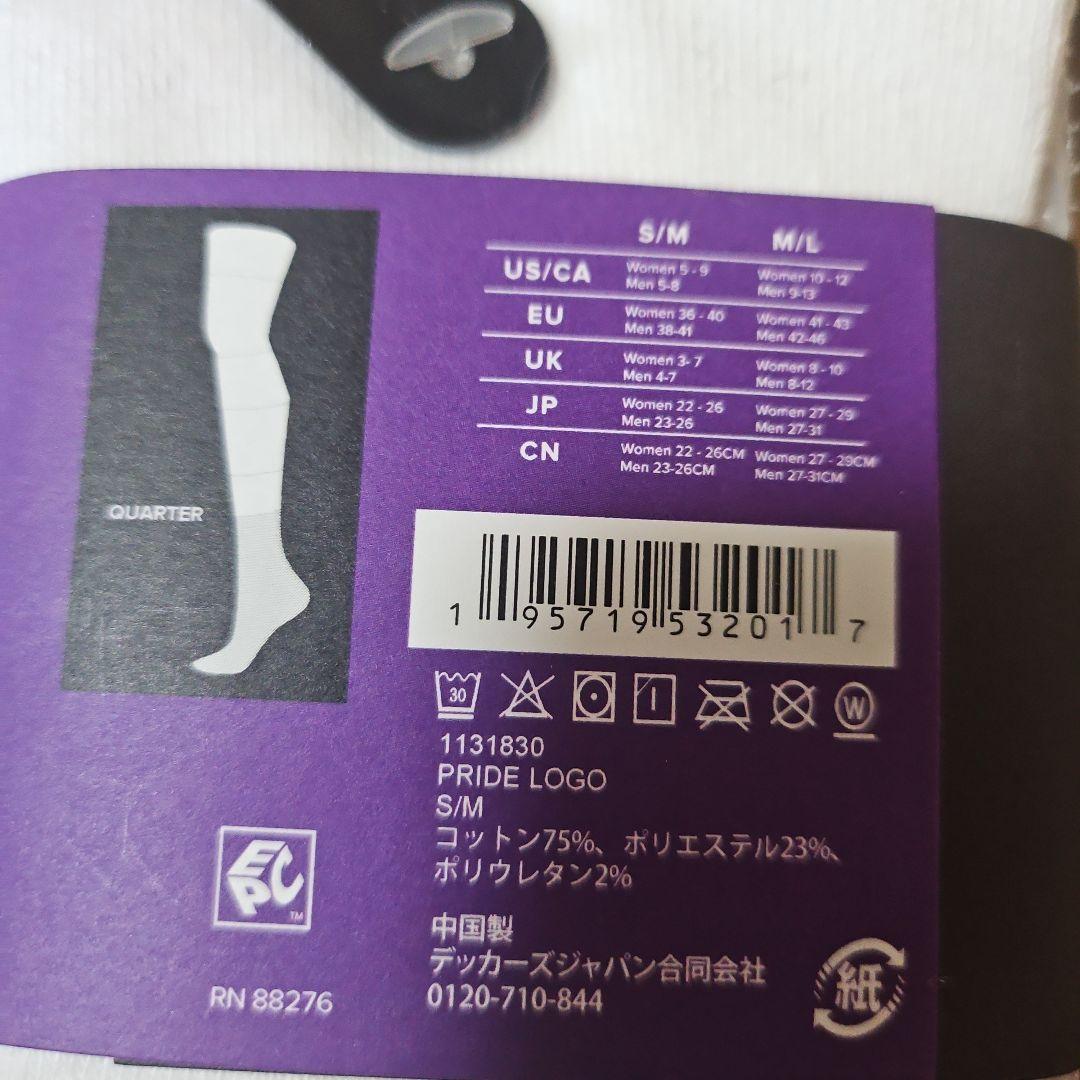 S/M M/L
US/CA Women 5 - 9 Women 10 - 12
Men 5-8 Men 9-13
EU Women 36 - 40 Women 41 - 43
Men 38-41 Men 42-46
UK Women 3- 7 Women 8 - 10
Men 4-7 Men 8-12
JP Women 22 - 26 Women 27 - 29
Men 23-26 Men 27-31
CN Women 22 - 26CM Women 27 - 29CM
Men 23-26CM Men 27-31CM
QUARTER
1 95719 53201 7
30 W
1131830
PRIDE LOGO
S/M
コットン75%、ポリエステル23%、
ポリウレタン2%
中国製
デッカーズジャパン合同会社
0120-710-844
EPC TM
RN 88276
紙